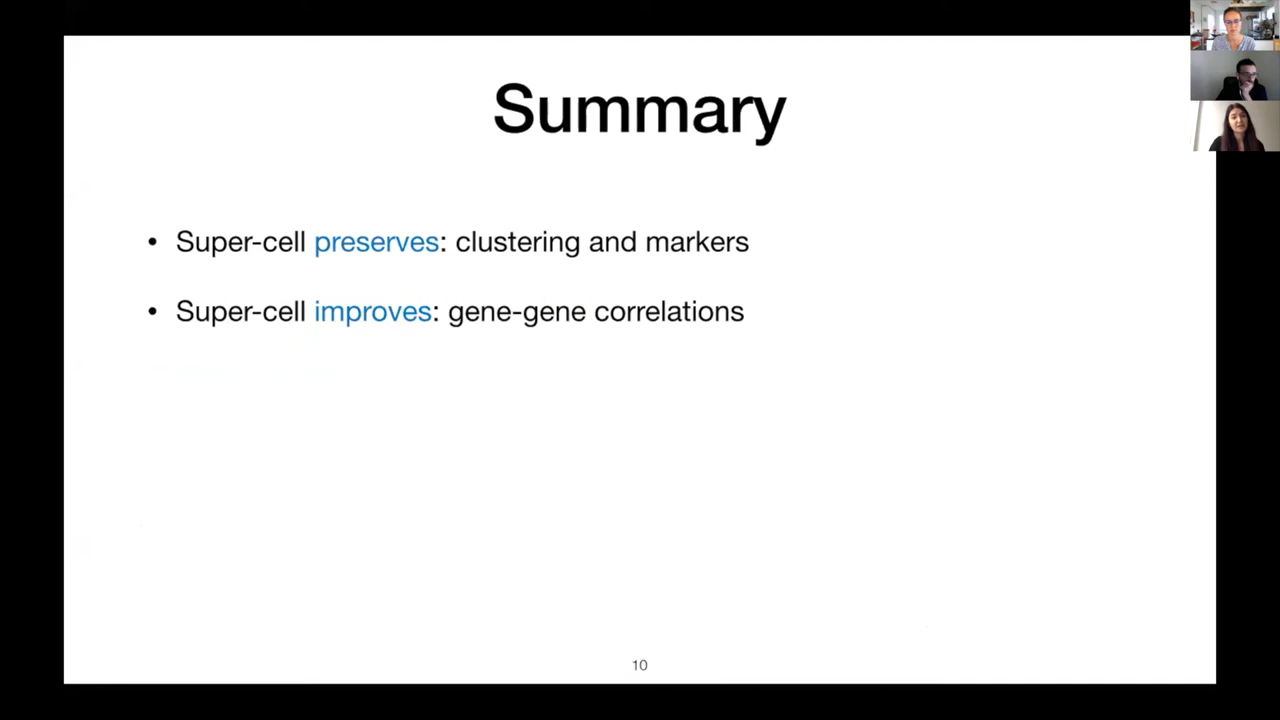 Summary
• Super-cell preserves: clustering and markers
• Super-cell improves: gene-gene correlations
10